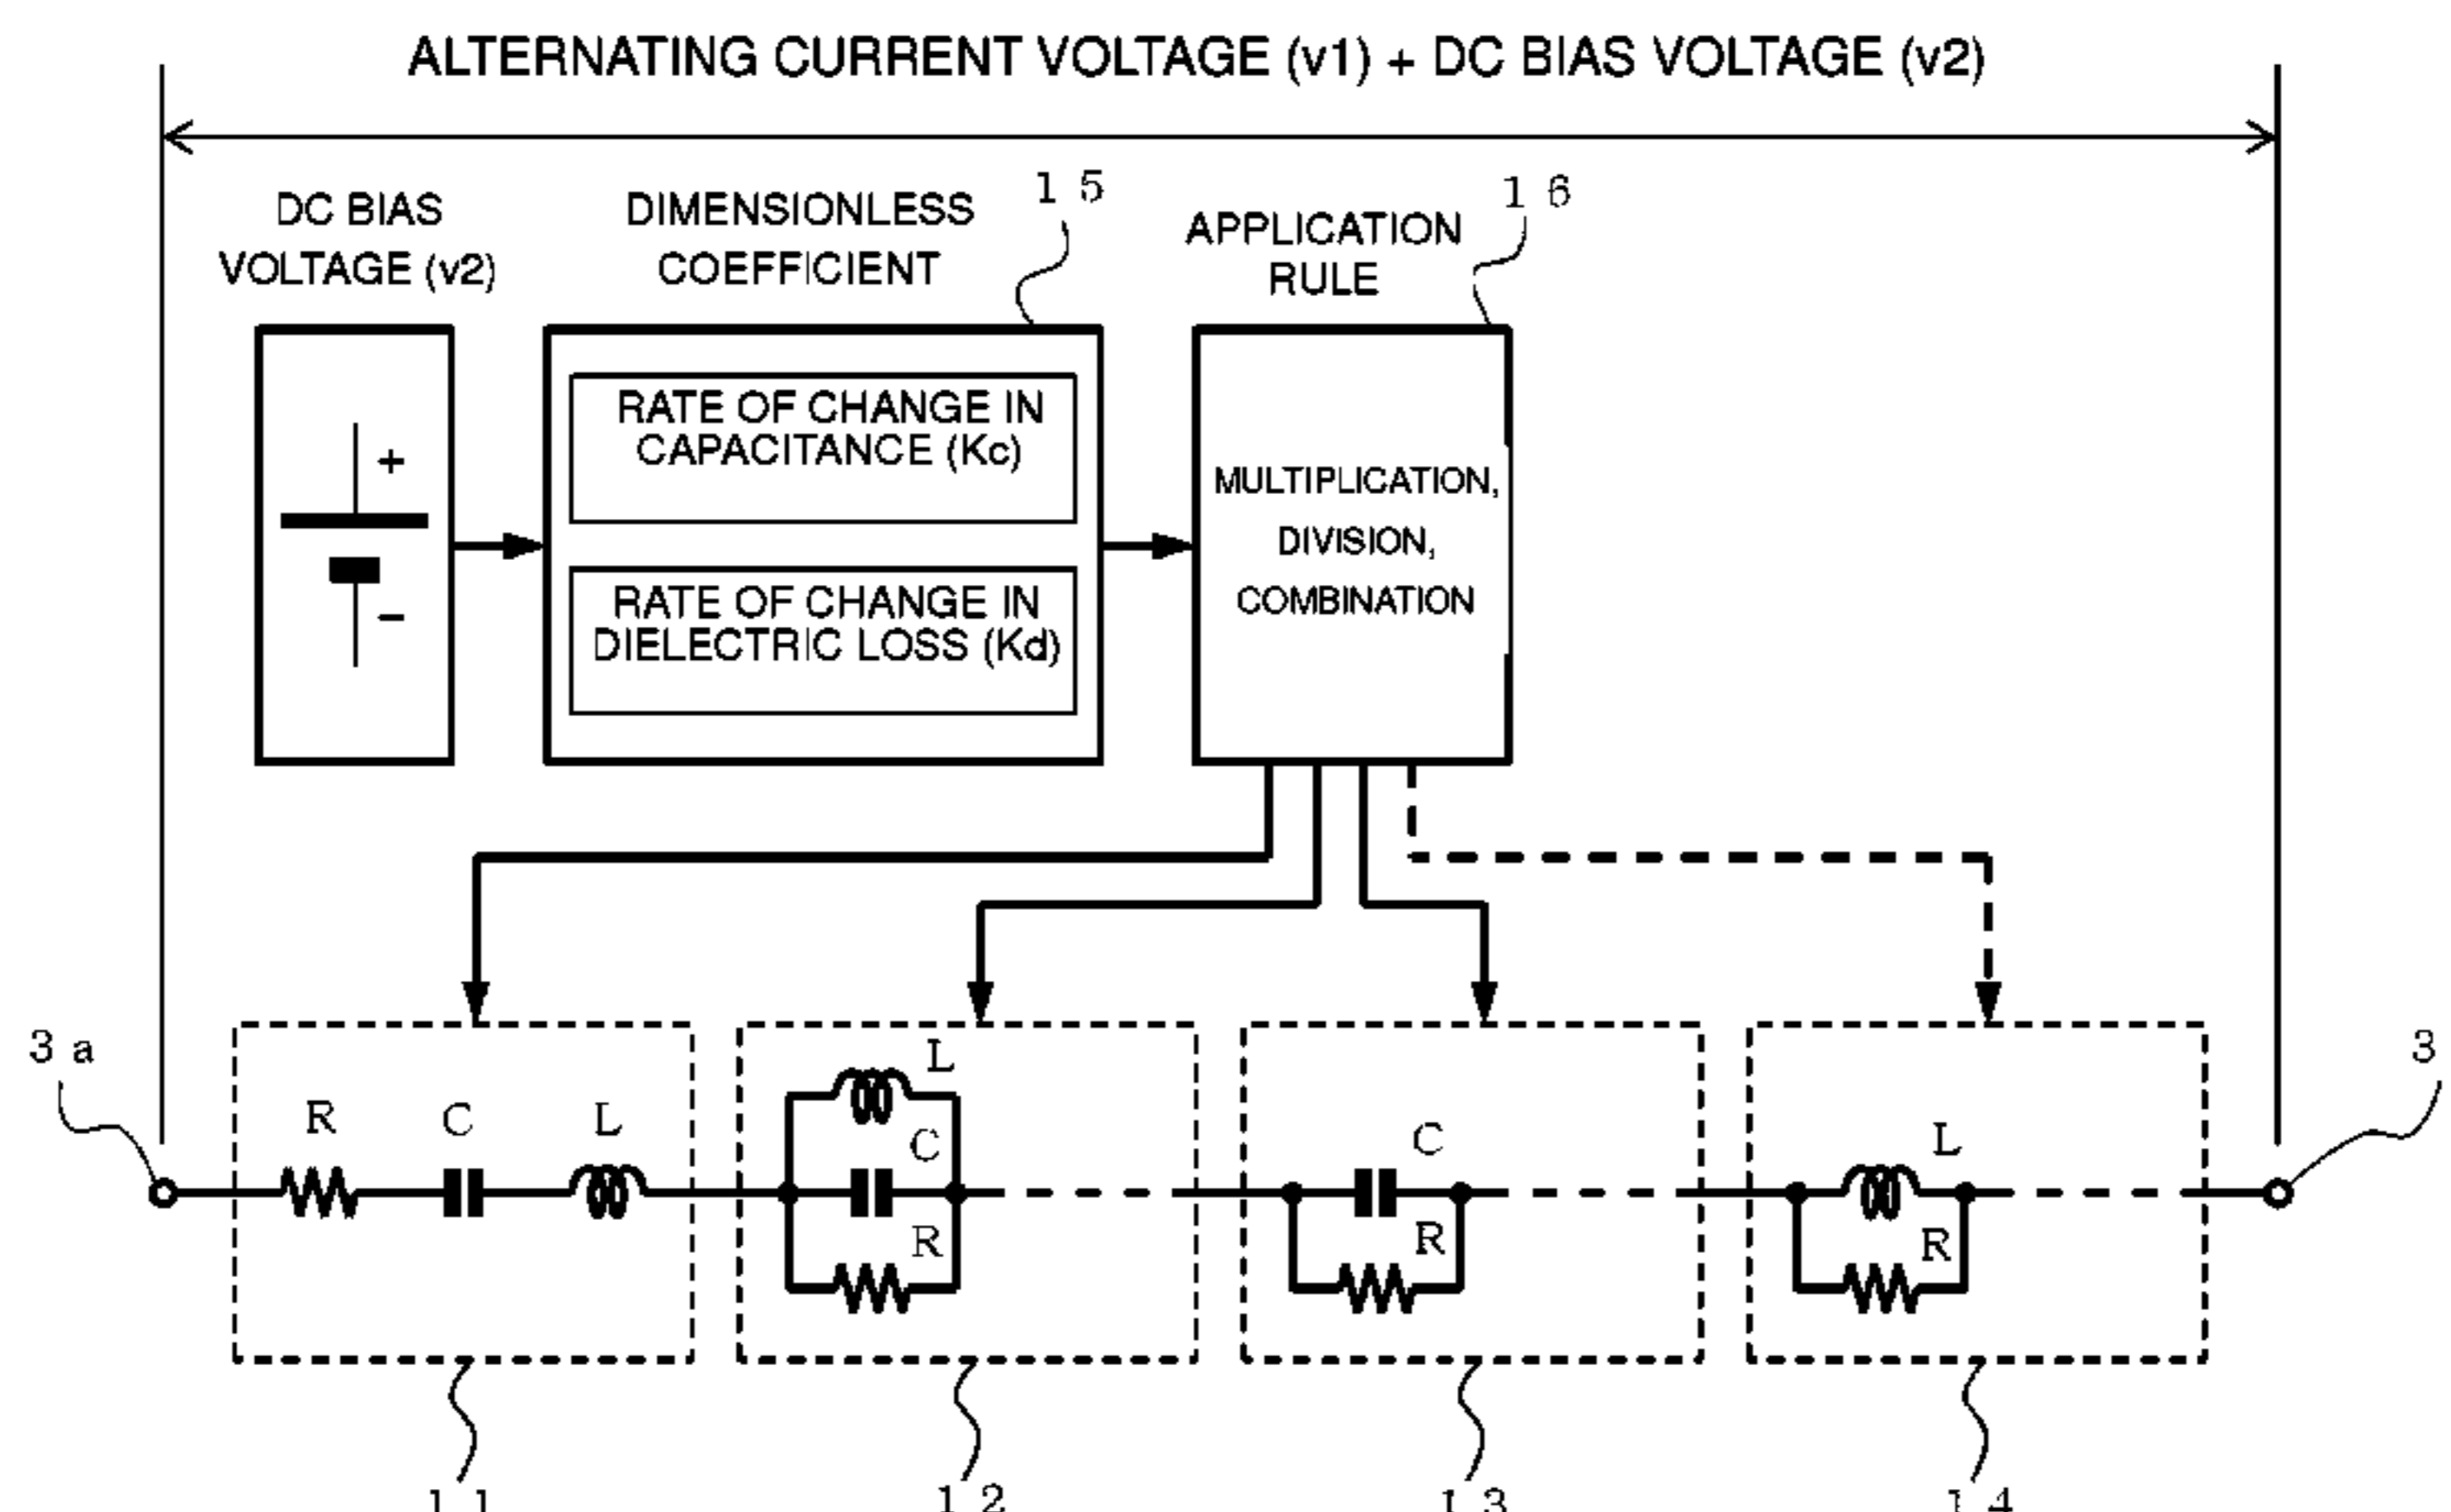 ALTERNATING CURRENT VOLTAGE (v1) + DC BIAS VOLTAGE (v2)
15
16
DC BIAS
VOLTAGE (v2)
DIMENSIONLESS
COEFFICIENT
APPLICATION
RULE
+
−
RATE OF CHANGE IN
CAPACITANCE (Kc)
RATE OF CHANGE IN
DIELECTRIC LOSS (Kd)
MULTIPLICATION,
DIVISION,
COMBINATION
3a
3
R C L
L
C
R
C
R
L
R
11
12
13
14